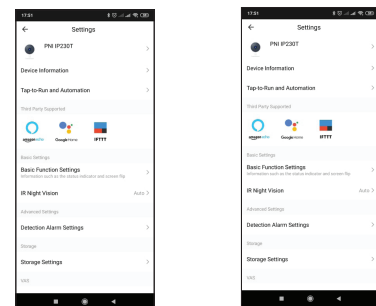 17:51
Settings
PNI IP230T
Device Information
Tap-to-Run and Automation
Third Party Supported
amazon alexa
Google Home
IFTTT
Basic Settings
Basic Function Settings
Information such as the status indicator and screen flip
IR Night Vision
Auto
Advanced Settings
Detection Alarm Settings
Storage
Storage Settings
VAS
17:51
Settings
PNI IP230T
Device Information
Tap-to-Run and Automation
Third Party Supported
amazon alexa
Google Home
IFTTT
Basic Settings
Basic Function Settings
Information such as the status indicator and screen flip
IR Night Vision
Auto
Advanced Settings
Detection Alarm Settings
Storage
Storage Settings
VAS